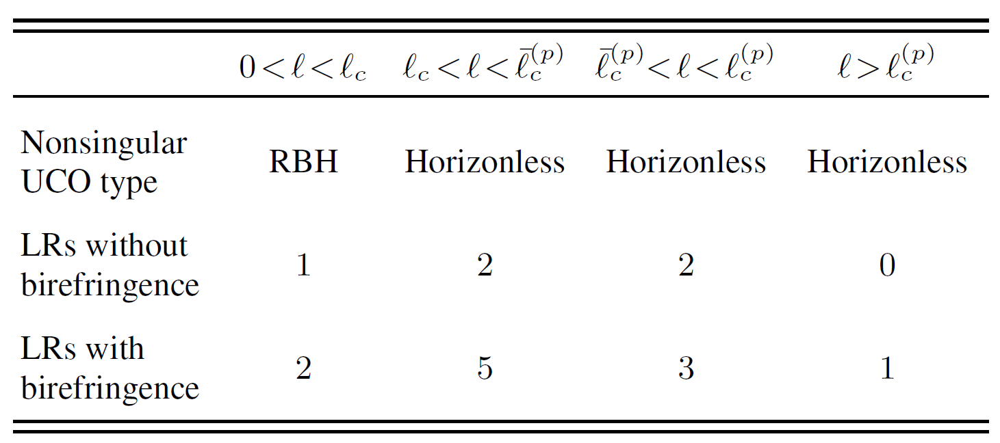 0 < ℓ < ℓ_c    ℓ_c < ℓ < ℓ̄_c^{(p)}    ℓ̄_c^{(p)} < ℓ < ℓ_c^{(p)}    ℓ > ℓ_c^{(p)}
Nonsingular
UCO type    RBH    Horizonless    Horizonless    Horizonless
LRs without
birefringence    1    2    2    0
LRs with
birefringence    2    5    3    1